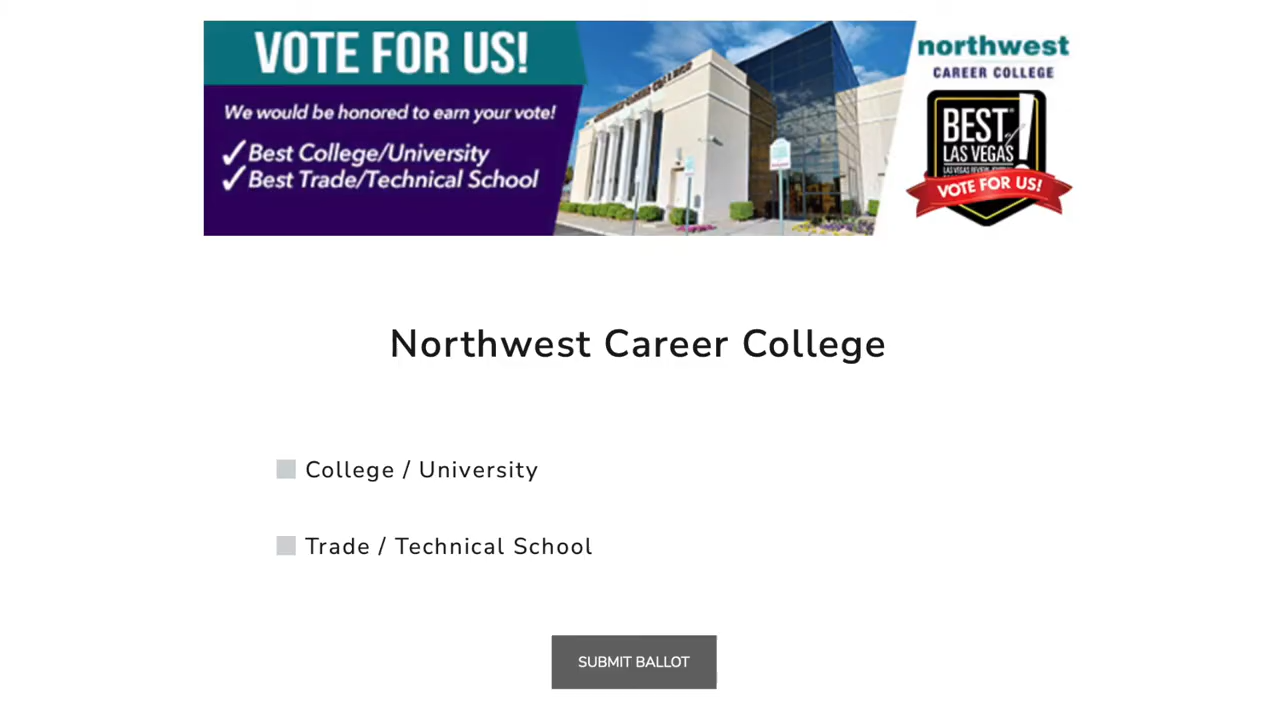 VOTE FOR US!
We would be honored to earn your vote!
✓Best College/University
✓Best Trade/Technical School
northwest
CAREER COLLEGE
BEST
LAS VEGAS
VOTE FOR US!
Northwest Career College
College / University
Trade / Technical School
SUBMIT BALLOT